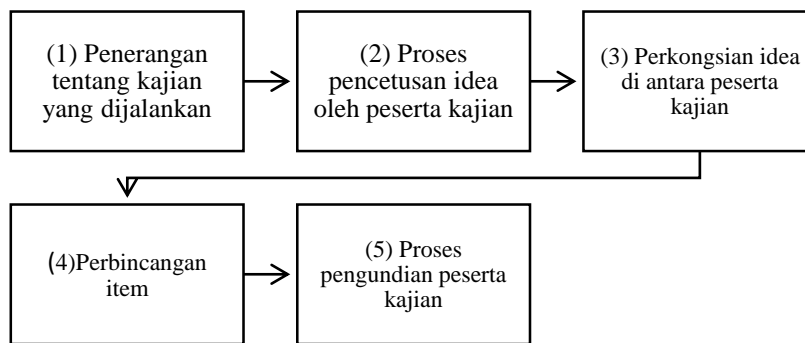 (1) Penerangan
tentang kajian
yang dijalankan
(2) Proses
pencetusan idea
oleh peserta kajian
(3) Perkongsian idea
di antara peserta
kajian
(4)Perbincangan
item
(5) Proses
pengundian peserta
kajian